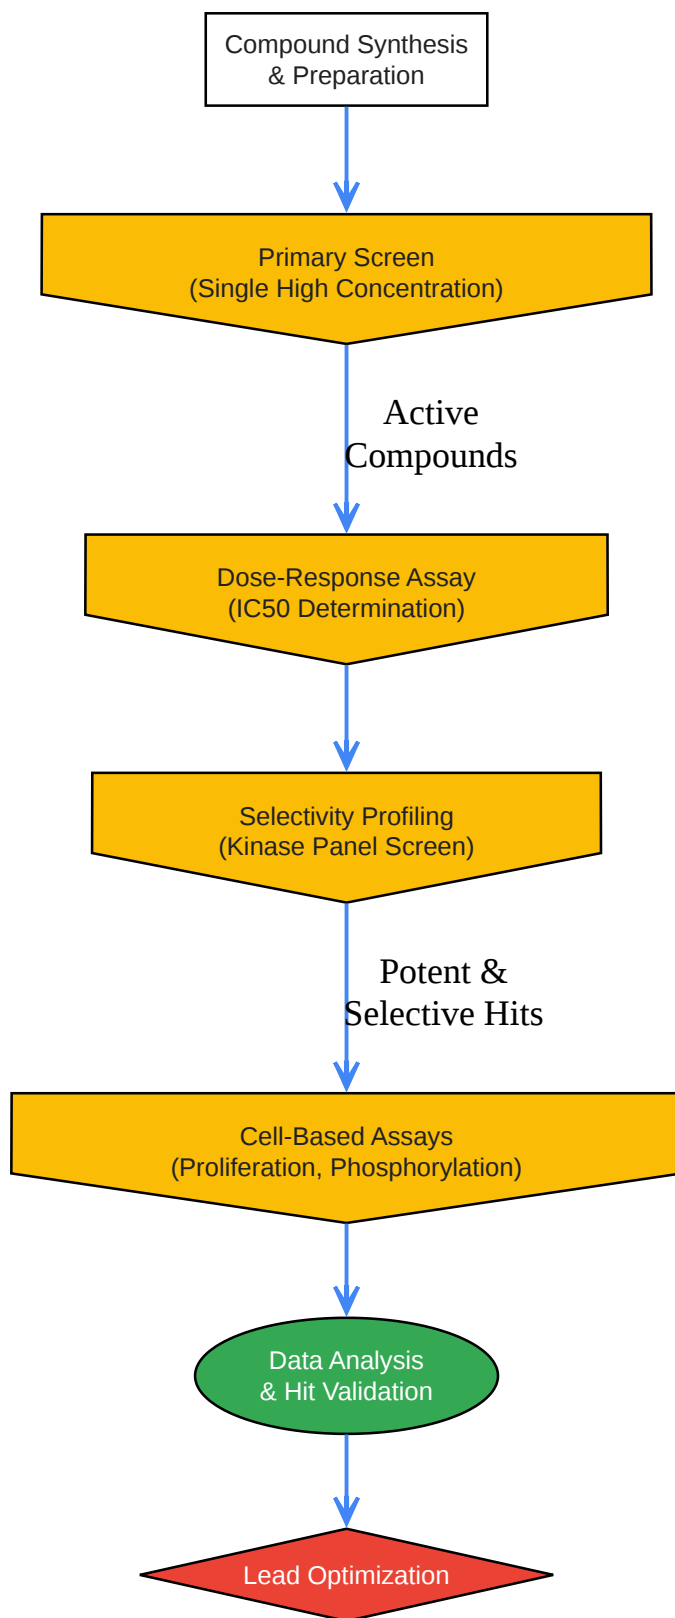 Compound Synthesis
& Preparation
Primary Screen
(Single High Concentration)
Active
Compounds
Dose-Response Assay
(IC50 Determination)
Selectivity Profiling
(Kinase Panel Screen)
Potent &
Selective Hits
Cell-Based Assays
(Proliferation, Phosphorylation)
Data Analysis
& Hit Validation
Lead Optimization